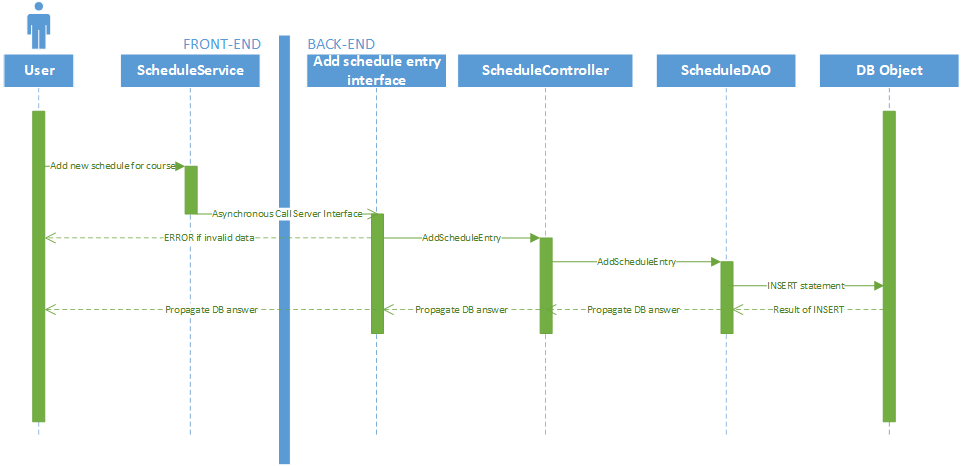 FRONT-END
BACK-END
User
ScheduleService
Add schedule entry
interface
ScheduleController
ScheduleDAO
DB Object
Add new schedule for course
Asynchronous Call Server Interface
ERROR if invalid data
AddScheduleEntry
AddScheduleEntry
INSERT statement
Propagate DB answer
Propagate DB answer
Propagate DB answer
Result of INSERT